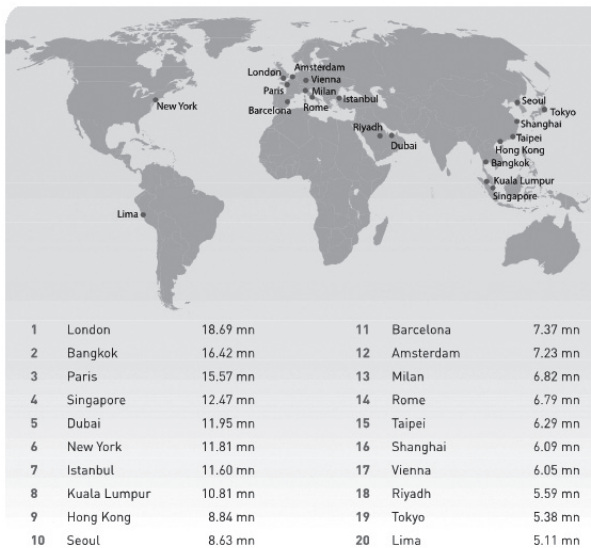 London
Amsterdam
Vienna
Paris
Milan
Istanbul
Barcelona
Rome
New York
Riyadh
Dubai
Seoul
Tokyo
Shanghai
Taipei
Hong Kong
Bangkok
Kuala Lumpur
Singapore
Lima
1 London 18.69 mn
2 Bangkok 16.42 mn
3 Paris 15.57 mn
4 Singapore 12.47 mn
5 Dubai 11.95 mn
6 New York 11.81 mn
7 Istanbul 11.60 mn
8 Kuala Lumpur 10.81 mn
9 Hong Kong 8.84 mn
10 Seoul 8.63 mn
11 Barcelona 7.37 mn
12 Amsterdam 7.23 mn
13 Milan 6.82 mn
14 Rome 6.79 mn
15 Taipei 6.29 mn
16 Shanghai 6.09 mn
17 Vienna 6.05 mn
18 Riyadh 5.59 mn
19 Tokyo 5.38 mn
20 Lima 5.11 mn